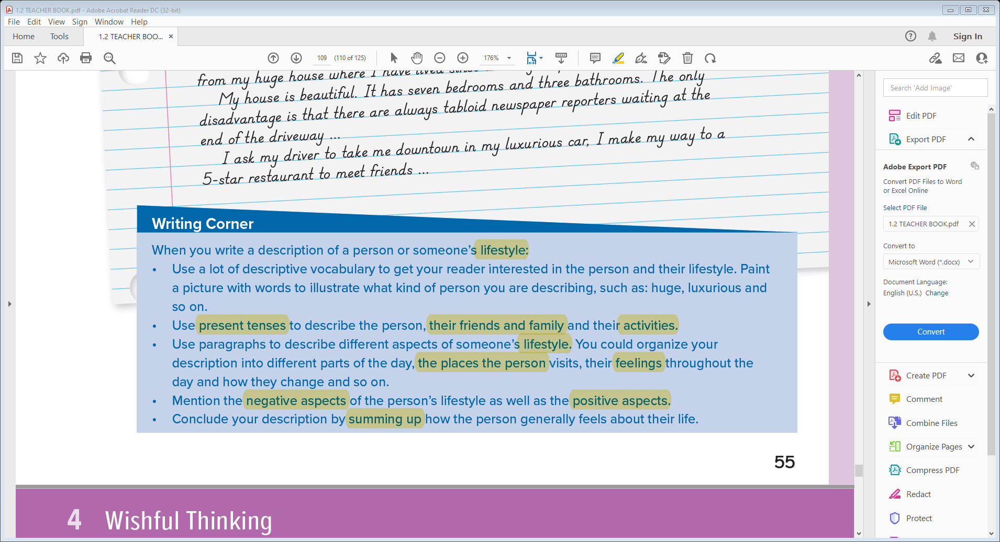 1.2 TEACHER BOOK.pdf - Adobe Acrobat Reader DC (32-bit)
File Edit View Sign Window Help
Home Tools 1.2 TEACHER BOO... × Sign In
109 (110 of 125) 176%
from my huge house where I have lived since
My house is beautiful. It has seven bedrooms and three bathrooms. The only
disadvantage is that there are always tabloid newspaper reporters waiting at the
end of the driveway ...
I ask my driver to take me downtown in my luxurious car, I make my way to a
5-star restaurant to meet friends ...
Writing Corner
When you write a description of a person or someone's lifestyle:
• Use a lot of descriptive vocabulary to get your reader interested in the person and their lifestyle. Paint
a picture with words to illustrate what kind of person you are describing, such as: huge, luxurious and
so on.
• Use present tenses to describe the person, their friends and family and their activities.
• Use paragraphs to describe different aspects of someone's lifestyle. You could organize your
description into different parts of the day, the places the person visits, their feelings throughout the
day and how they change and so on.
• Mention the negative aspects of the person's lifestyle as well as the positive aspects.
• Conclude your description by summing up how the person generally feels about their life.
55
4 Wishful Thinking
Search 'Add Image'
Edit PDF
Export PDF
Adobe Export PDF
Convert PDF Files to Word
or Excel Online
Select PDF File
1.2 TEACHER BOOK.pdf
Convert to
Microsoft Word (*.docx)
Document Language:
English (U.S.) Change
Convert
Create PDF
Comment
Combine Files
Organize Pages
Compress PDF
Redact
Protect